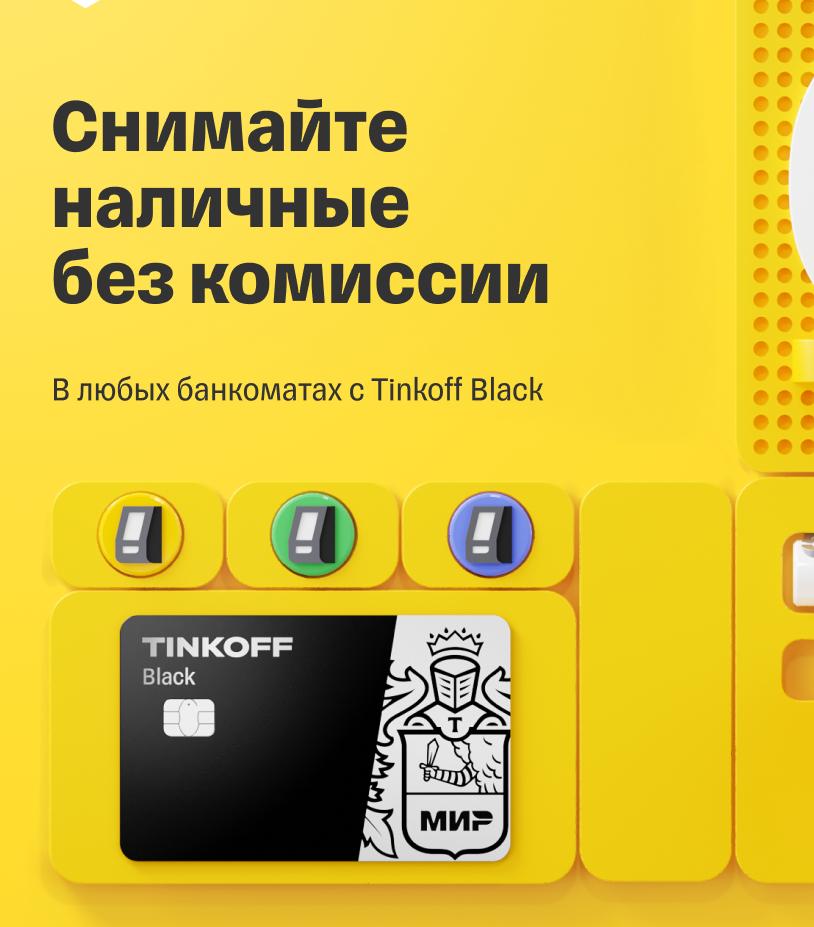 Снимайте
наличные
без комиссии
В любых банкоматах с Tinkoff Black
TINKOFF
Black
T
МИР